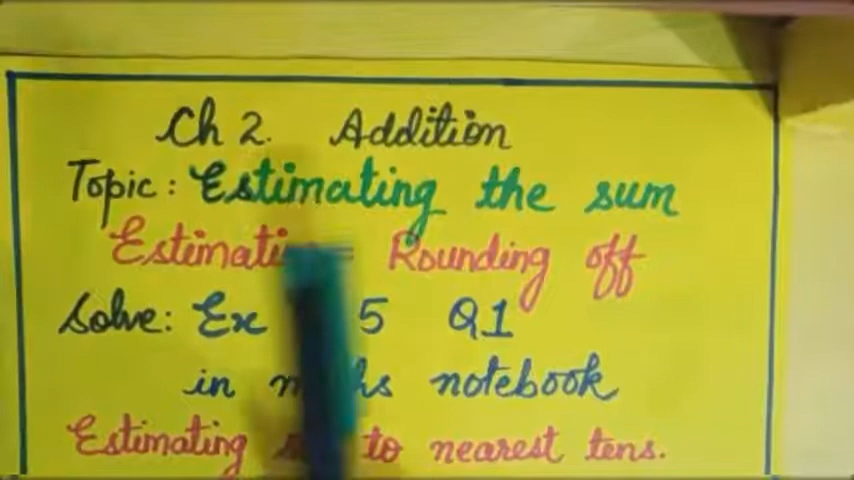 Ch 2. Addition
Topic: Estimating the sum
Rounding off
Solve: Ex 5 Q1
in notebook
Estimating to nearest tens.